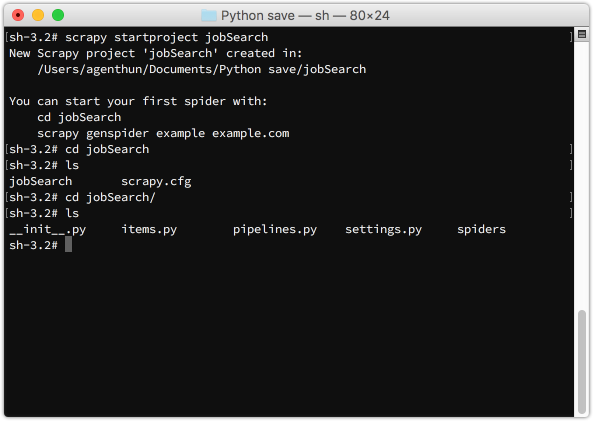 Python save — sh — 80×24
[sh-3.2# scrapy startproject jobSearch ]
New Scrapy project 'jobSearch' created in:
    /Users/agenthun/Documents/Python save/jobSearch

You can start your first spider with:
    cd jobSearch
    scrapy genspider example example.com
[sh-3.2# cd jobSearch ]
[sh-3.2# ls ]
jobSearch       scrapy.cfg
[sh-3.2# cd jobSearch/ ]
[sh-3.2# ls ]
__init__.py     items.py        pipelines.py    settings.py     spiders
sh-3.2#